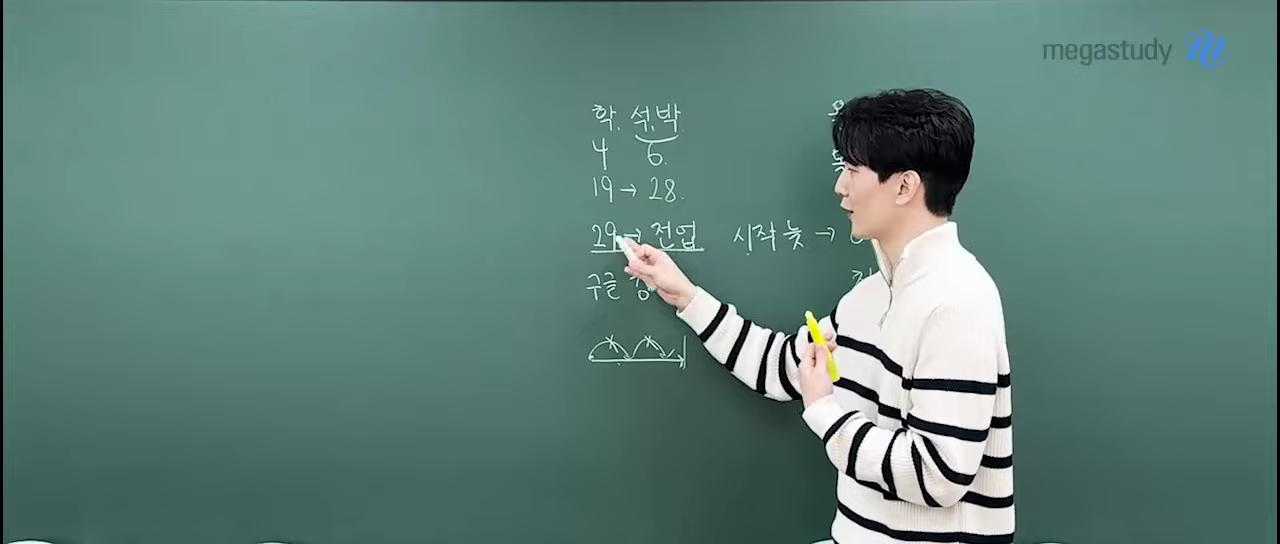 megastudy
학. 석.박
4 6.
19 → 28.
29 → 전업 시작 늦 →
구글